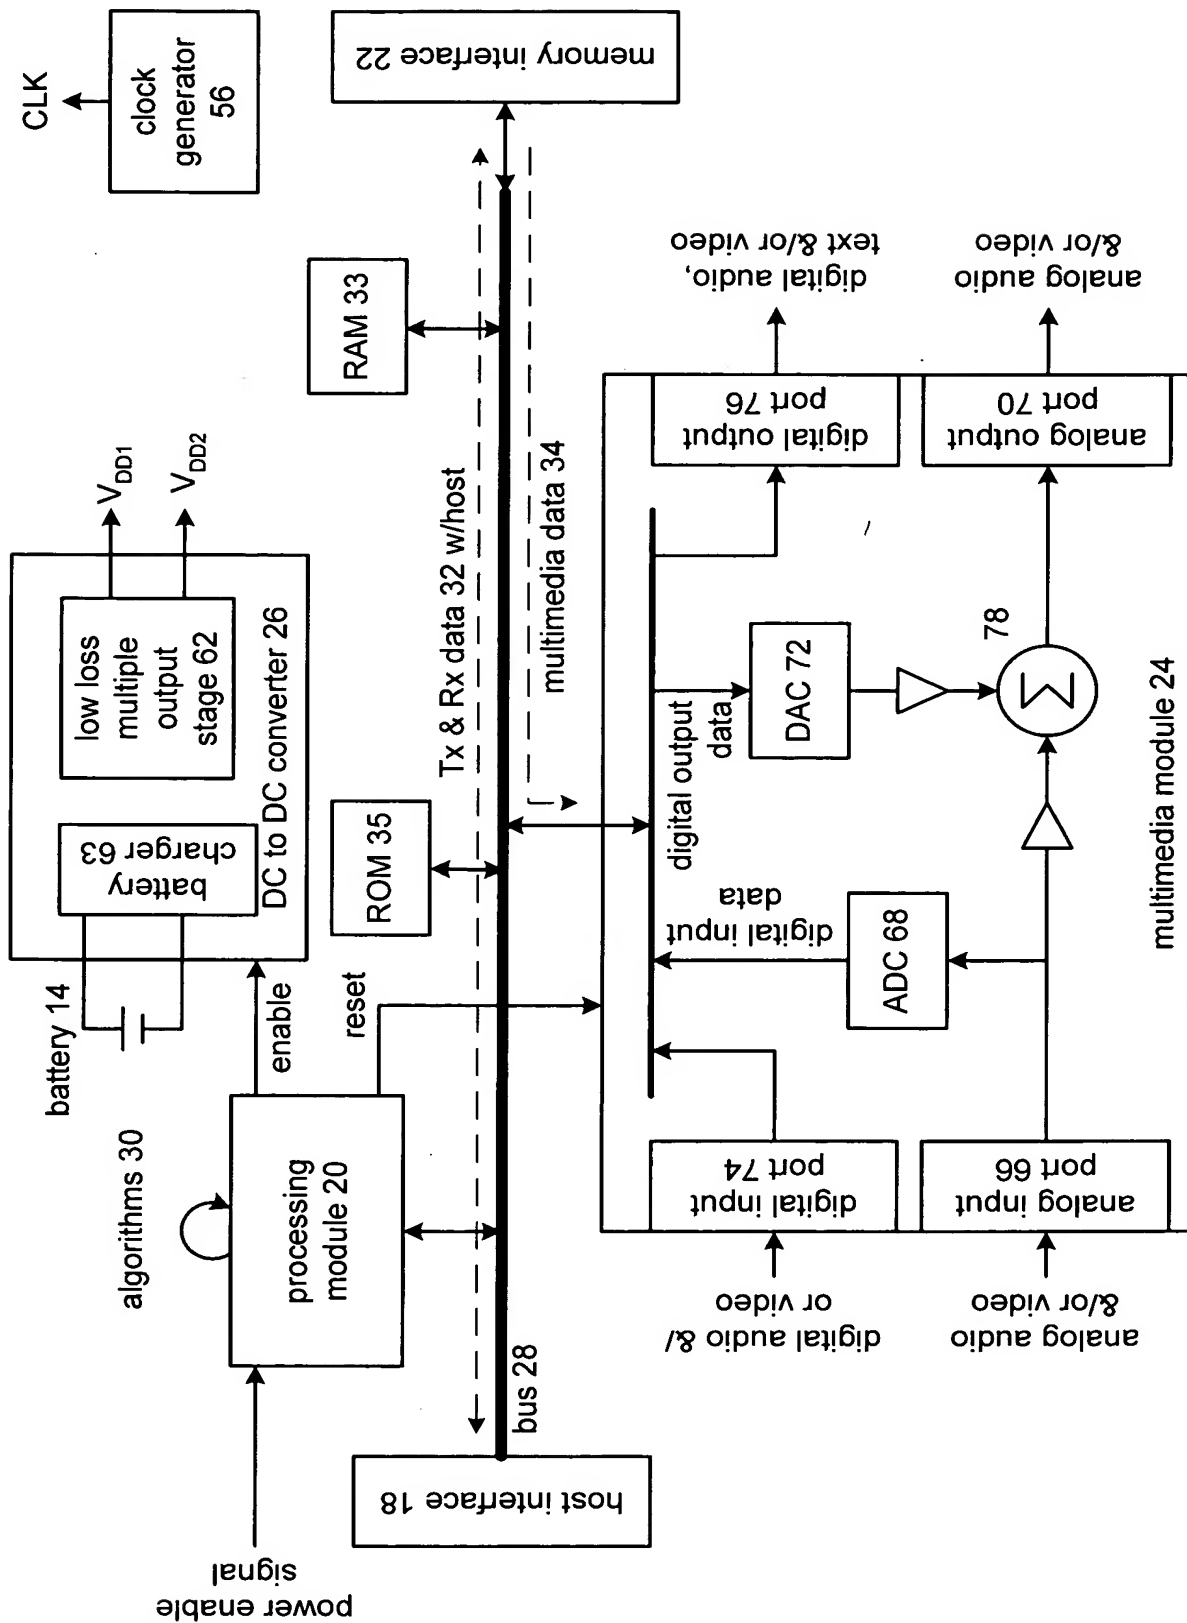 CLK
clock
generator
56
memory interface 22
V_DD1
V_DD2
low loss
multiple
output
stage 62
battery
charger 63
DC to DC converter 26
battery 14
enable
reset
algorithms 30
processing
module 20
power enable
signal
RAM 33
ROM 35
Tx & Rx data 32 w/host
multimedia data 34
bus 28
host interface 18
digital audio,
text &/or video
analog audio
&/or video
digital output
port 76
analog output
port 70
digital output
data
DAC 72
78
Σ
digital input
data
ADC 68
multimedia module 24
digital input
port 74
analog input
port 66
digital audio &/
or video
analog audio
&/or video